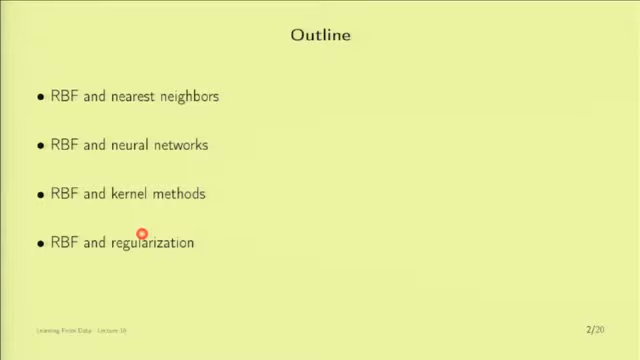 Outline
• RBF and nearest neighbors
• RBF and neural networks
• RBF and kernel methods
• RBF and regularization
Learning From Data - Lecture 16
2/20